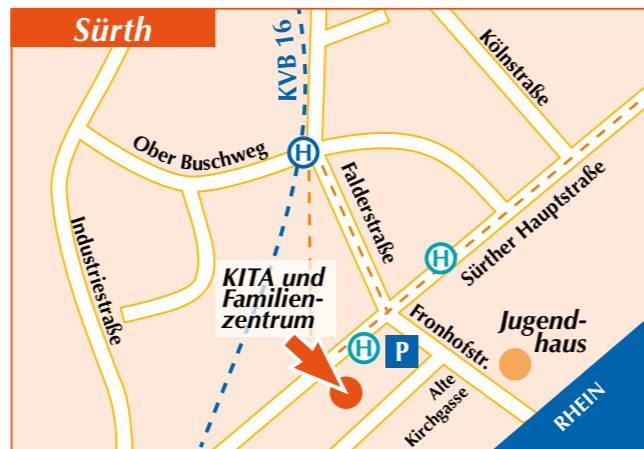 Sürth
KVB 16
Kölnstraße
Ober Buschweg
H
Falderstraße
Sürther Hauptstraße
Industriestraße
H
KITA und
Familien-
zentrum
Fronhofstr.
Jugend-
haus
H
P
Alte
Kirchgasse
RHEIN